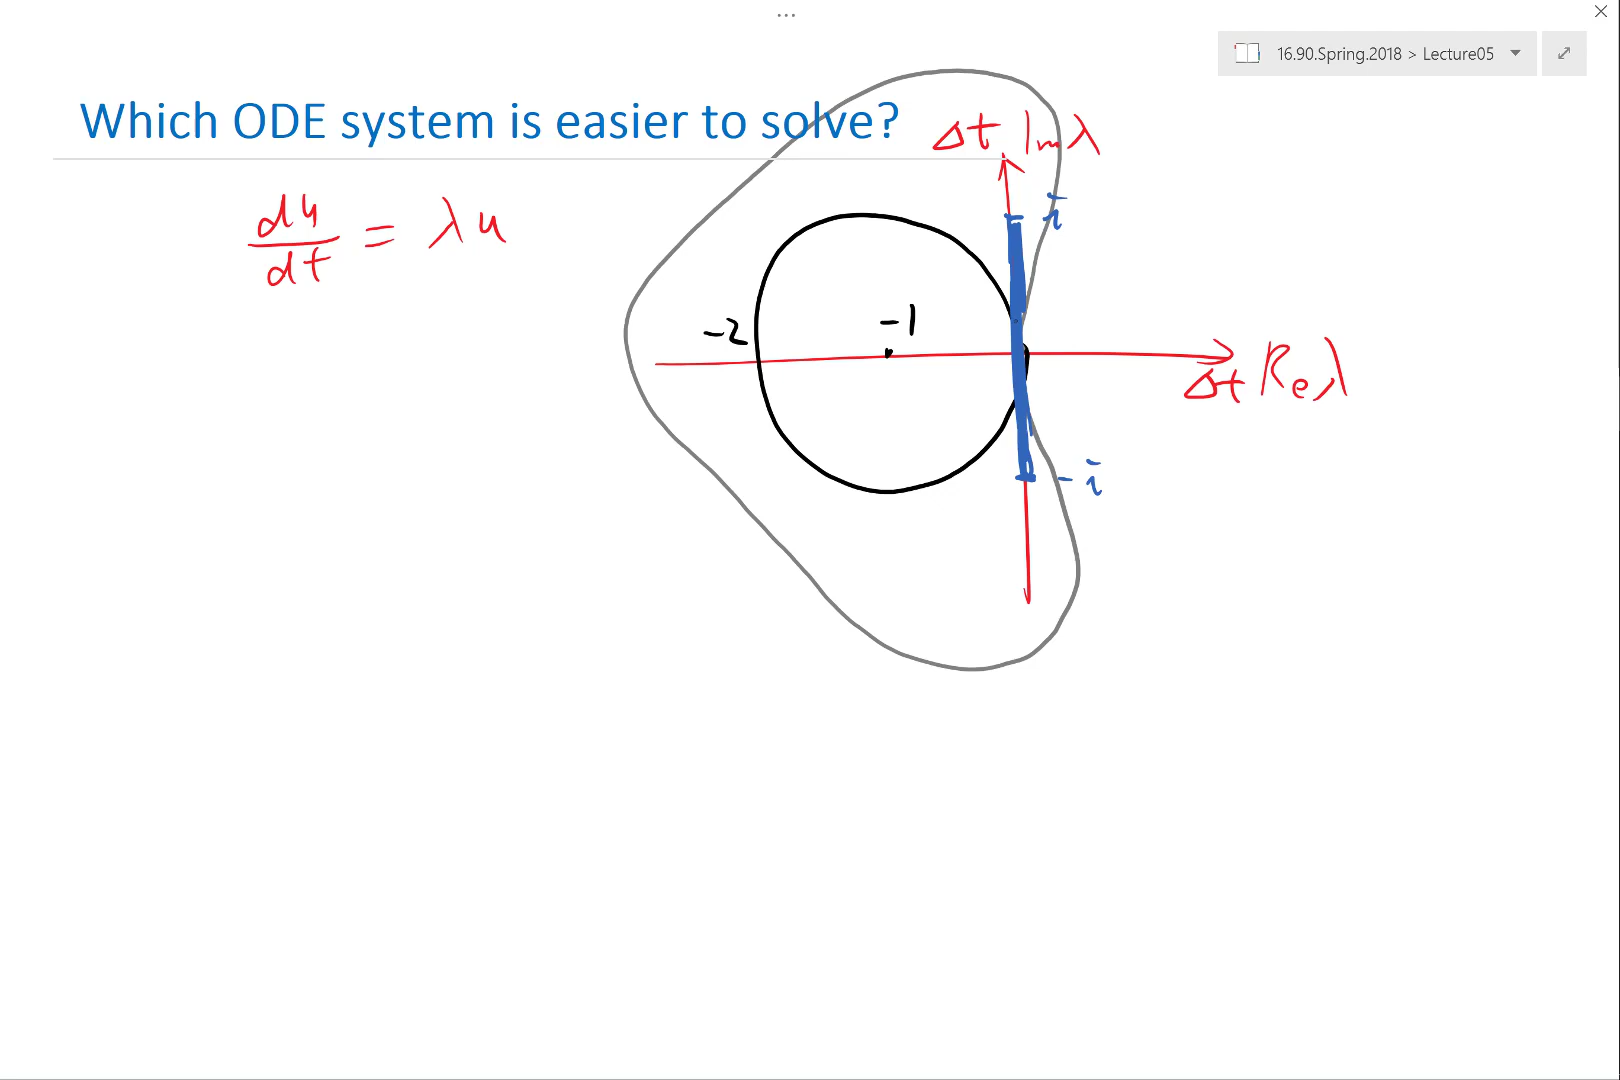 16.90.Spring.2018 > Lecture05
Which ODE system is easier to solve?
Δt Im λ
du/dt = λu
i
-1
-2
Δt Re λ
-i